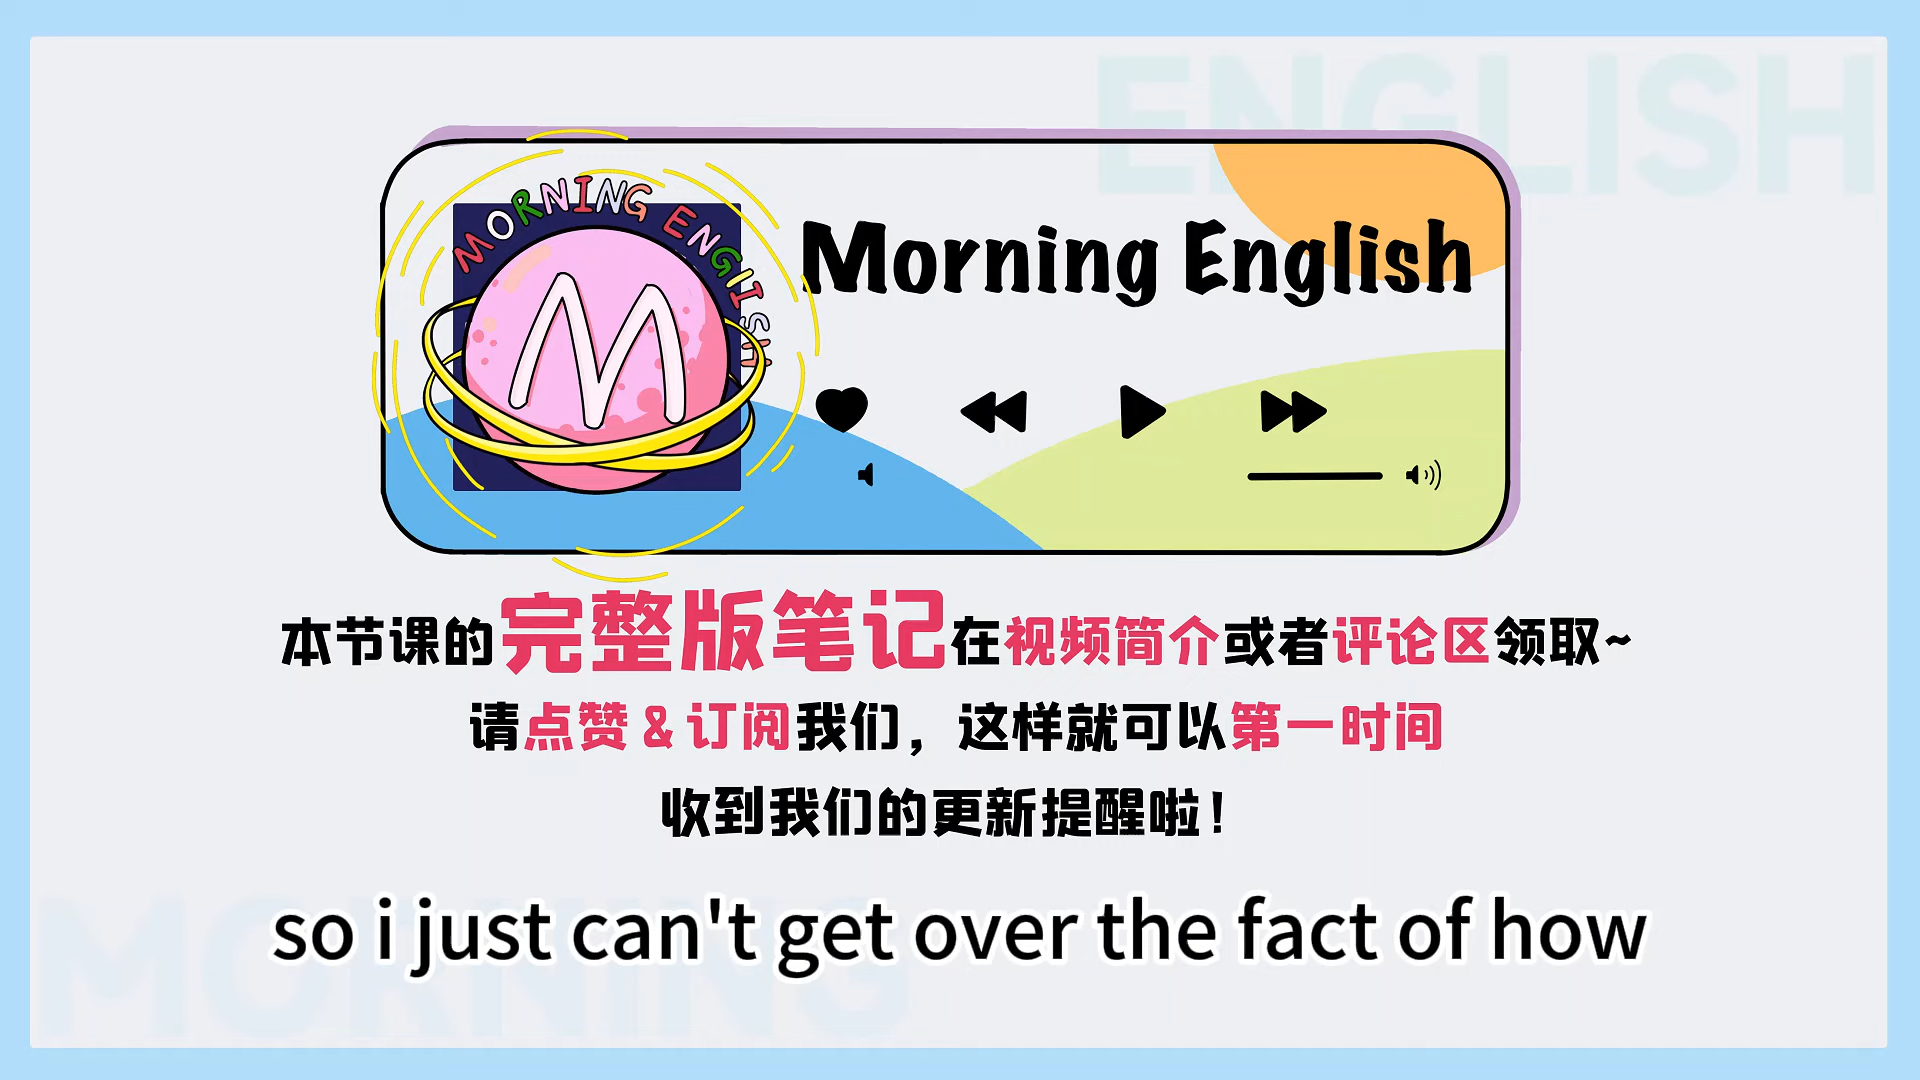 ENGLISH
MORNING ENGLISH
M
Morning English
本节课的完整版笔记在视频简介或者评论区领取~
请点赞&订阅我们，这样就可以第一时间
收到我们的更新提醒啦！
so i just can't get over the fact of how
MORNING